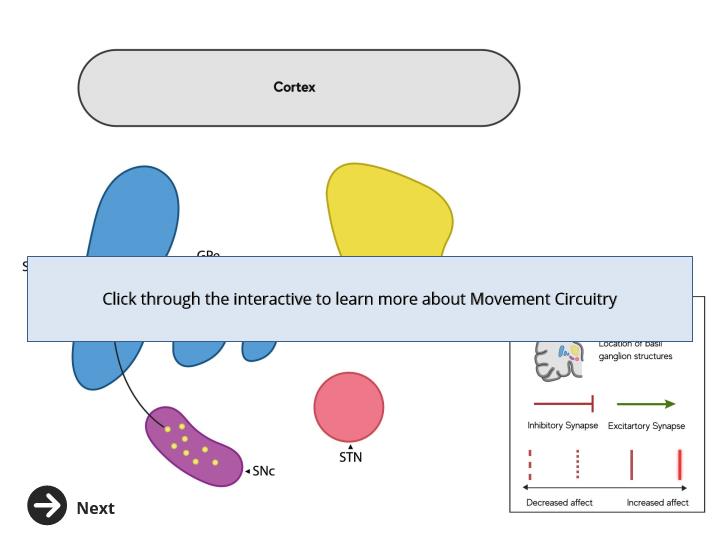 Cortex
GPe
Click through the interactive to learn more about Movement Circuitry
Location of basil
ganglion structures
Inhibitory Synapse
Excitartory Synapse
STN
SNc
Decreased affect
Increased affect
Next